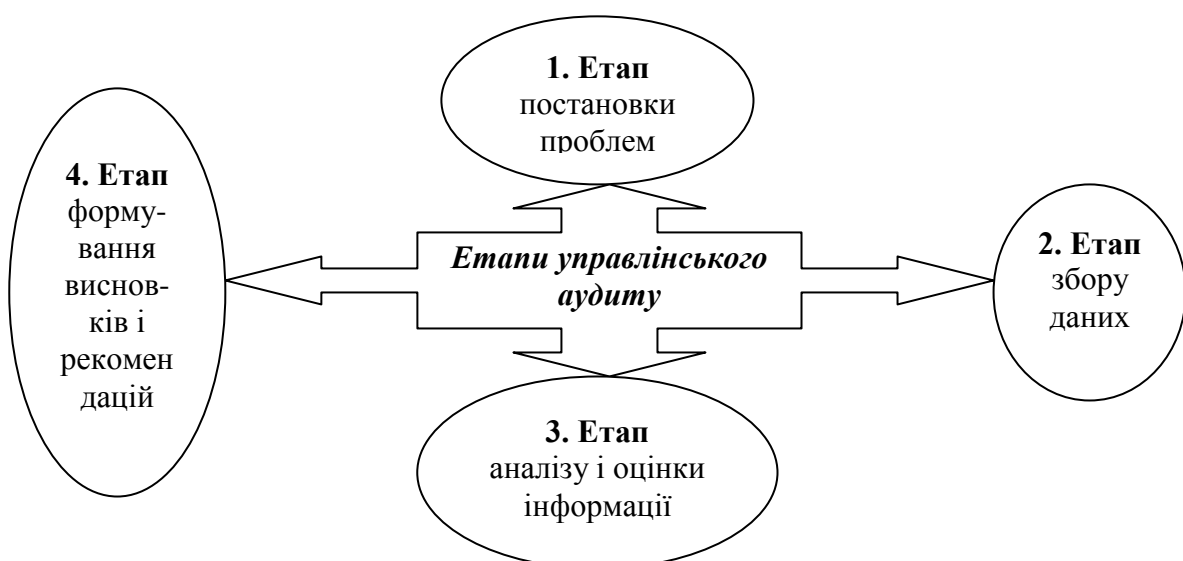 1. Етап
постановки
проблем
4. Етап
форму-
вання
виснов-
ків і
рекомен
дацій
Етапи управлінського
аудиту
2. Етап
збору
даних
3. Етап
аналізу і оцінки
інформації